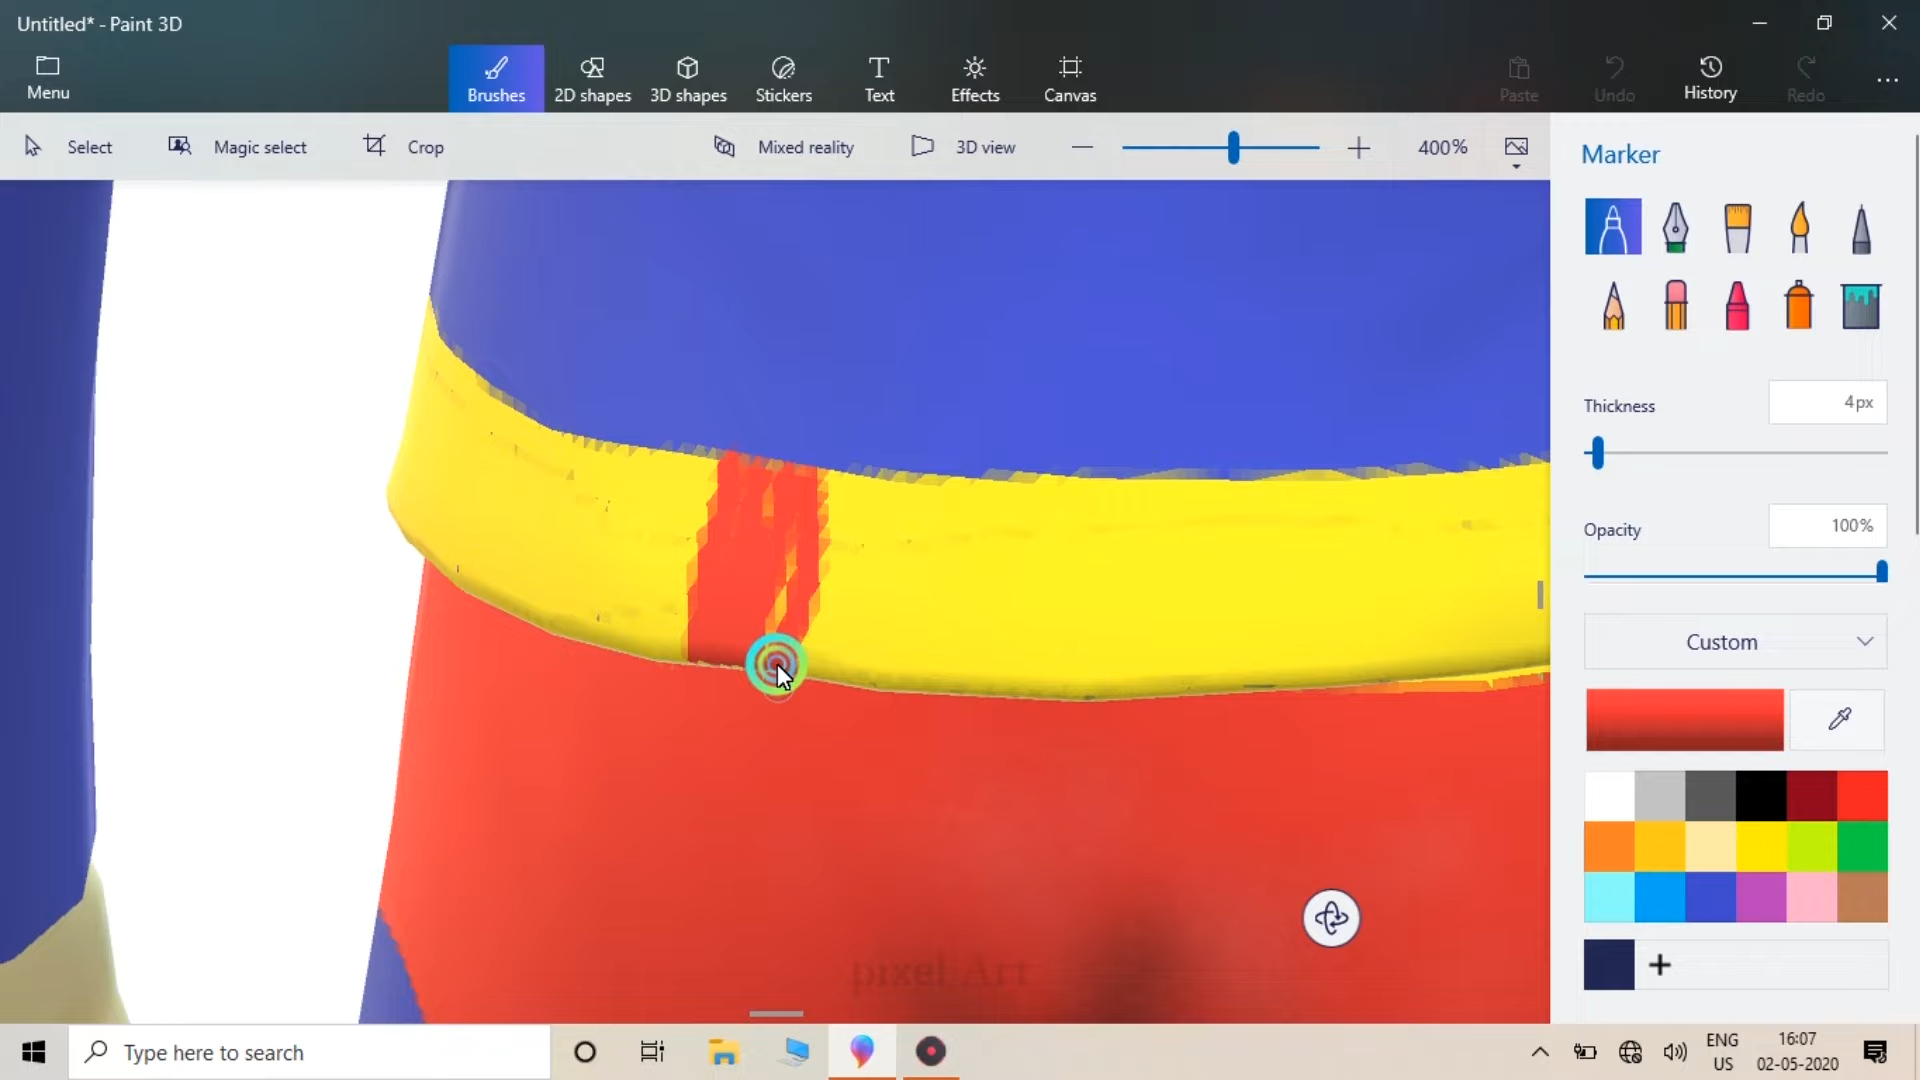 Untitled* - Paint 3D
Menu
Brushes
2D shapes
3D shapes
Stickers
Text
Effects
Canvas
Paste
Undo
History
Redo
Select
Magic select
Crop
Mixed reality
3D view
400%
Marker
Thickness
4px
Opacity
100%
Custom
pixel Art
Type here to search
ENG
US
16:07
02-05-2020